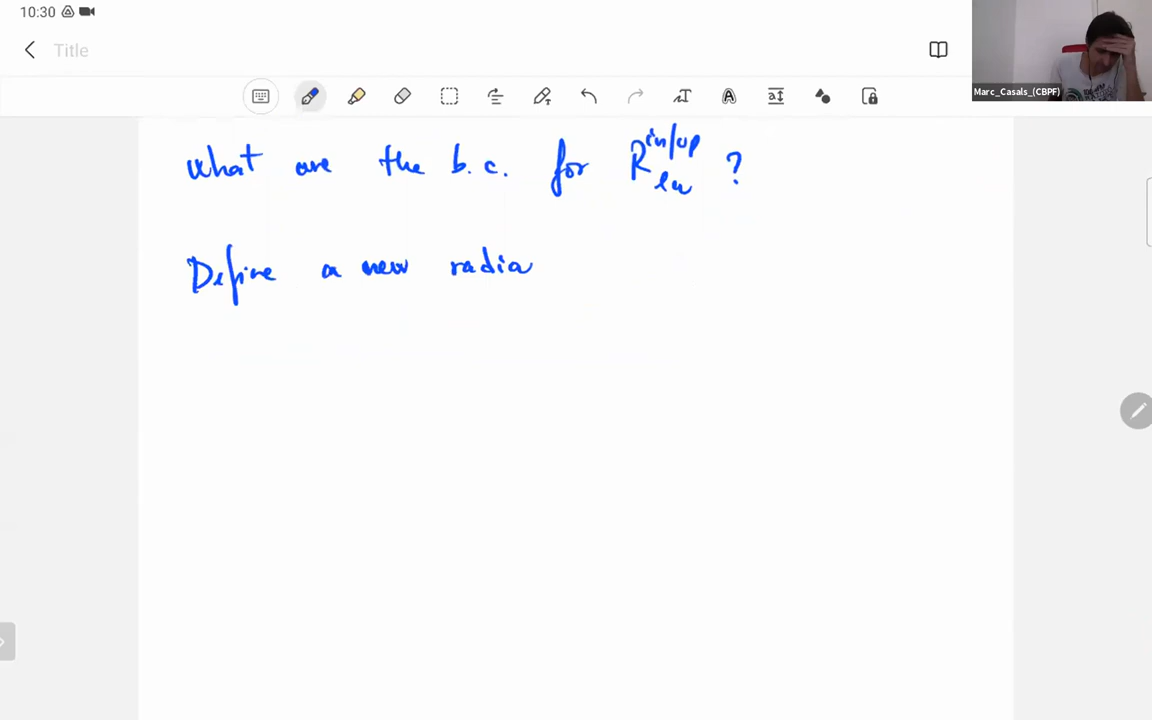 10:30
Title
Marc_Casals_(CBPF)
What are the b.c. for R^{in/up}_{lω} ?
Define a new radia